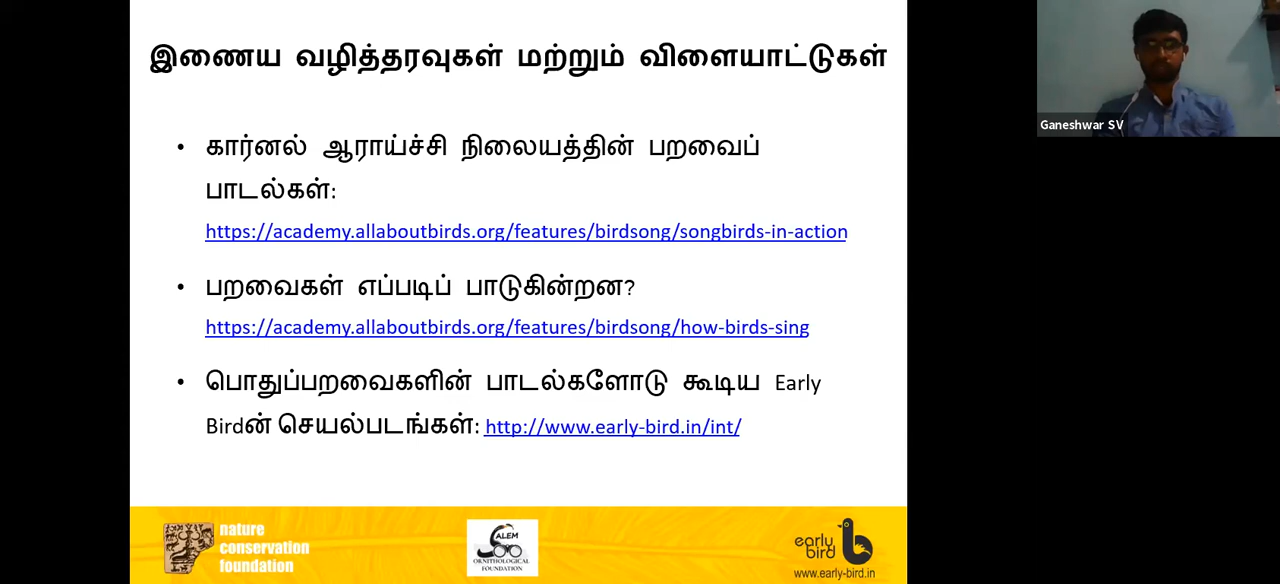 இணைய வழித்தரவுகள் மற்றும் விளையாட்டுகள்
Ganeshwar SV
• கார்னல் ஆராய்ச்சி நிலையத்தின் பறவைப்
பாடல்கள்:
https://academy.allaboutbirds.org/features/birdsong/songbirds-in-action
• பறவைகள் எப்படிப் பாடுகின்றன?
https://academy.allaboutbirds.org/features/birdsong/how-birds-sing
• பொதுப்பறவைகளின் பாடல்களோடு கூடிய Early
Birdன் செயல்படங்கள்: http://www.early-bird.in/int/
nature
conservation
foundation
SALEM
ORNITHOLOGICAL
FOUNDATION
early
bird
www.early-bird.in